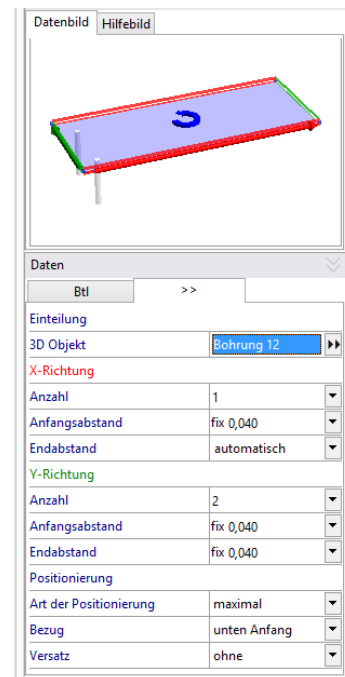 Datenbild Hilfebild
Daten
Btl >>
Einteilung
3D Objekt Bohrung 12
X-Richtung
Anzahl 1
Anfangsabstand fix 0,040
Endabstand automatisch
Y-Richtung
Anzahl 2
Anfangsabstand fix 0,040
Endabstand fix 0,040
Positionierung
Art der Positionierung maximal
Bezug unten Anfang
Versatz ohne